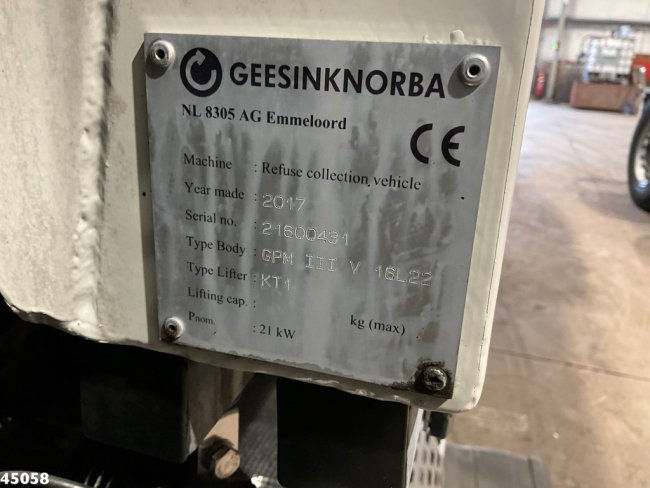 GEESINKNORBA
NL 8305 AG Emmeloord
CE
Machine : Refuse collection vehicle
Year made : 2017
Serial no. : 21600491
Type Body : GPM III V 16L22
Type Lifter : KT1
Lifting cap. : kg (max)
Pnom. : 21 kW
45058